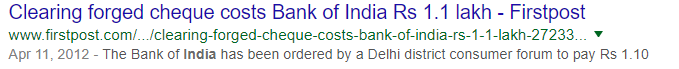 Clearing forged cheque costs Bank of India Rs 1.1 lakh - Firstpost
www.firstpost.com/.../clearing-forged-cheque-costs-bank-of-india-rs-1-1-lakh-27233...
Apr 11, 2012 - The Bank of India has been ordered by a Delhi district consumer forum to pay Rs 1.10